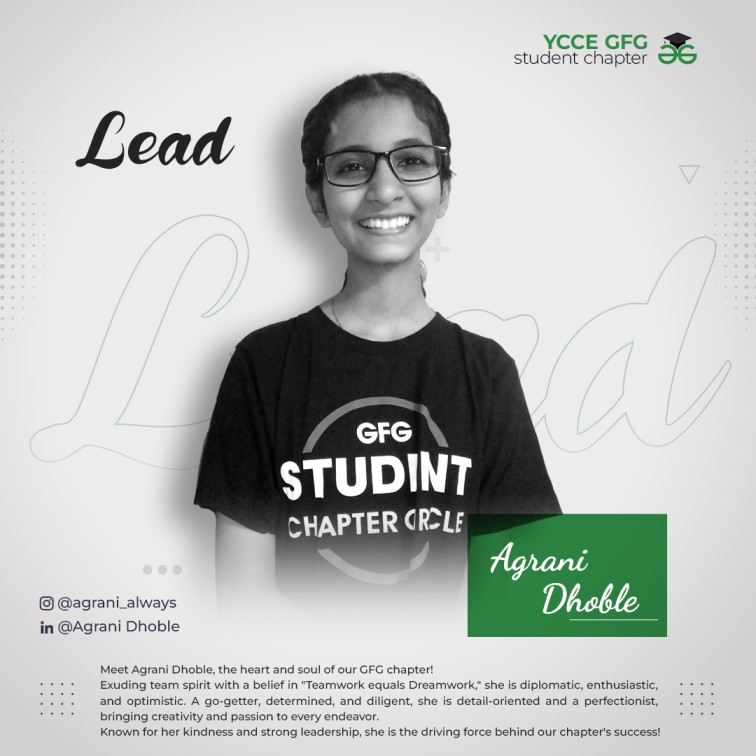 YCCE GFG
student chapter
Lead
Lead
GFG
STUDENT
CHAPTER CIRCLE
Agrani
Dhoble
@agrani_always
in @Agrani Dhoble
Meet Agrani Dhoble, the heart and soul of our GFG chapter!
Exuding team spirit with a belief in "Teamwork equals Dreamwork," she is diplomatic, enthusiastic,
and optimistic. A go-getter, determined, and diligent, she is detail-oriented and a perfectionist,
bringing creativity and passion to every endeavor.
Known for her kindness and strong leadership, she is the driving force behind our chapter's success!